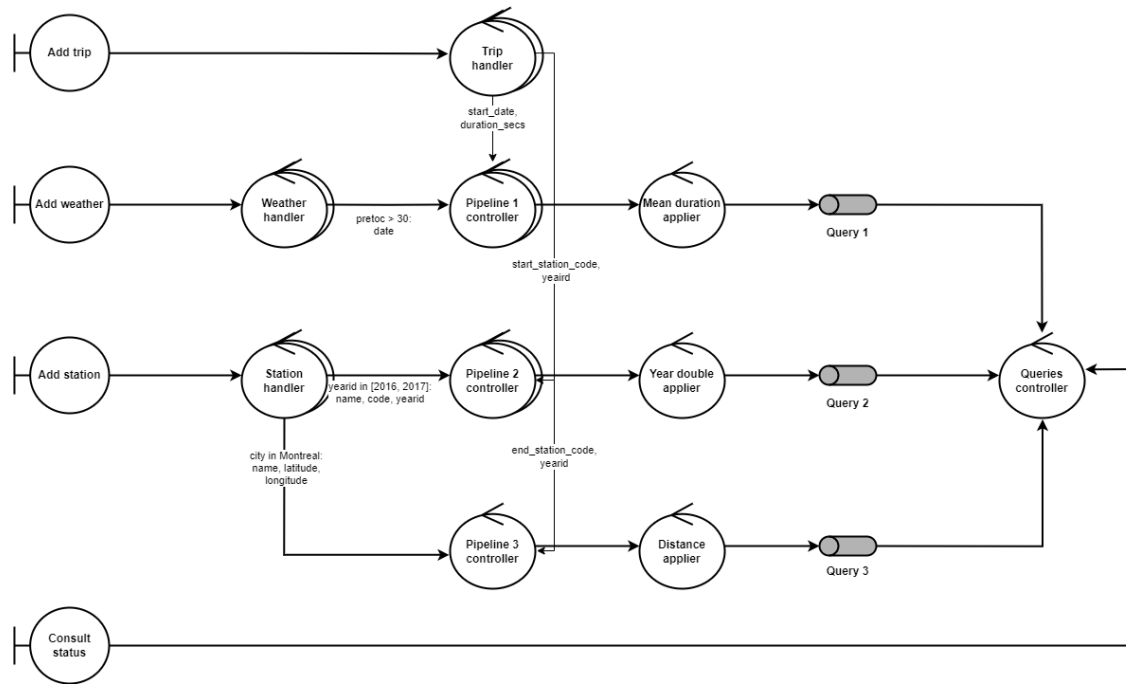 Add trip
Trip
handler
start_date,
duration_secs
Add weather
Weather
handler
pretoc > 30:
date
Pipeline 1
controller
Mean duration
applier
Query 1
start_station_code,
yeaird
Add station
Station
handler
yearid in [2016, 2017]:
name, code, yearid
Pipeline 2
controller
Year double
applier
Query 2
Queries
controller
city in Montreal:
name, latitude,
longitude
end_station_code,
yearid
Pipeline 3
controller
Distance
applier
Query 3
Consult
status